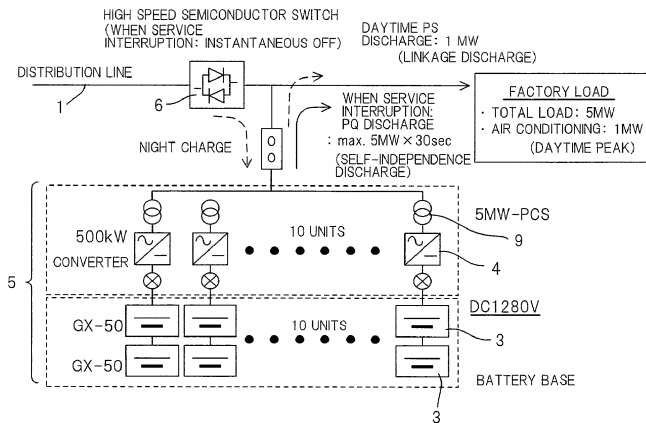 HIGH SPEED SEMICONDUCTOR SWITCH
(WHEN SERVICE
INTERRUPTION: INSTANTANEOUS OFF)
DAYTIME PS
DISCHARGE: 1 MW
(LINKAGE DISCHARGE)
DISTRIBUTION LINE
1
6
FACTORY LOAD
・TOTAL LOAD: 5MW
・AIR CONDITIONING: 1MW
(DAYTIME PEAK)
WHEN SERVICE
INTERRUPTION;
PQ DISCHARGE
: max. 5MW×30sec
(SELF-INDEPENDENCE
DISCHARGE)
NIGHT CHARGE
5
500kW
CONVERTER
10 UNITS
5MW-PCS
9
4
DC1280V
GX-50
GX-50
10 UNITS
3
3
BATTERY BASE